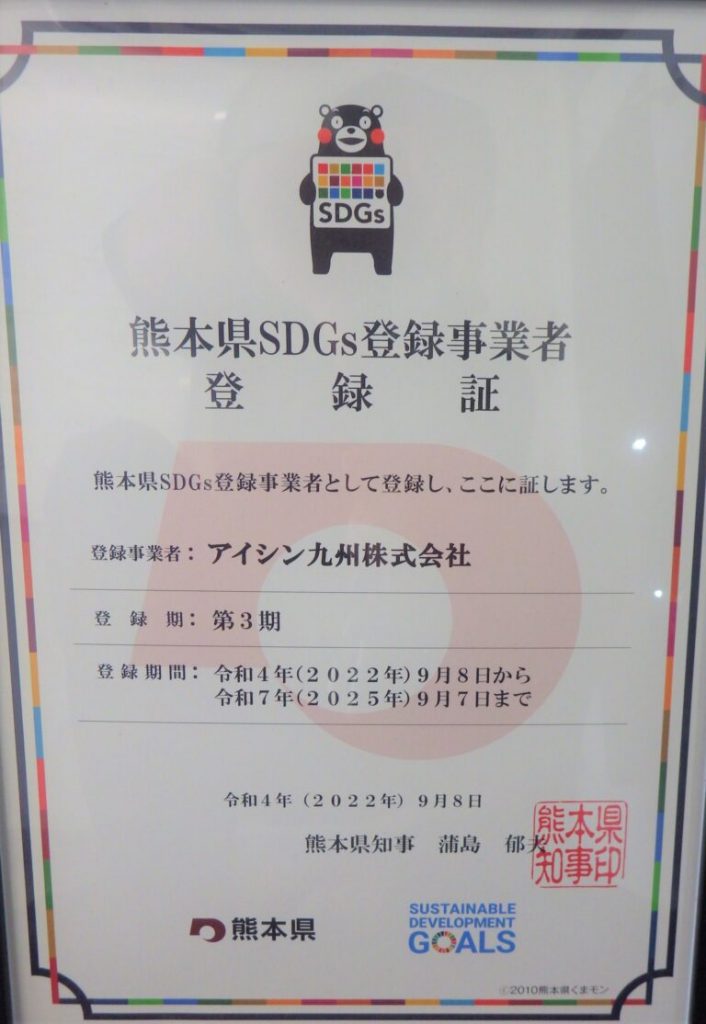 SDGs
熊本県SDGs登録事業者
登録証
熊本県SDGs登録事業者として登録し、ここに証します。
登録事業者：アイシン九州株式会社
登録期：第３期
登録期間：令和４年（２０２２年）９月８日から
令和７年（２０２５年）９月７日まで
令和４年（２０２２年）９月８日
熊本県知事　蒲島　郁夫
熊本県
知事印
熊本県
SUSTAINABLE
DEVELOPMENT
GOALS
©2010熊本県くまモン